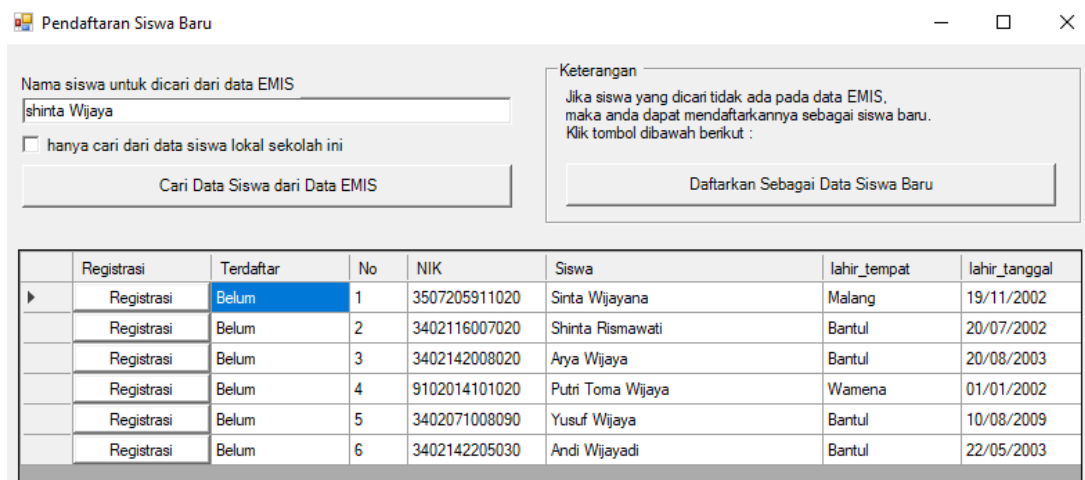 Pendaftaran Siswa Baru
Nama siswa untuk dicari dari data EMIS
shinta Wijaya
hanya cari dari data siswa lokal sekolah ini
Cari Data Siswa dari Data EMIS
Keterangan
Jika siswa yang dicari tidak ada pada data EMIS,
maka anda dapat mendaftarkannya sebagai siswa baru.
Klik tombol dibawah berikut :
Daftarkan Sebagai Data Siswa Baru
Registrasi Terdaftar No NIK Siswa lahir_tempat lahir_tanggal
Registrasi Belum 1 3507205911020 Sinta Wijayana Malang 19/11/2002
Registrasi Belum 2 3402116007020 Shinta Rismawati Bantul 20/07/2002
Registrasi Belum 3 3402142008020 Arya Wijaya Bantul 20/08/2003
Registrasi Belum 4 9102014101020 Putri Toma Wijaya Wamena 01/01/2002
Registrasi Belum 5 3402071008090 Yusuf Wijaya Bantul 10/08/2009
Registrasi Belum 6 3402142205030 Andi Wijayadi Bantul 22/05/2003